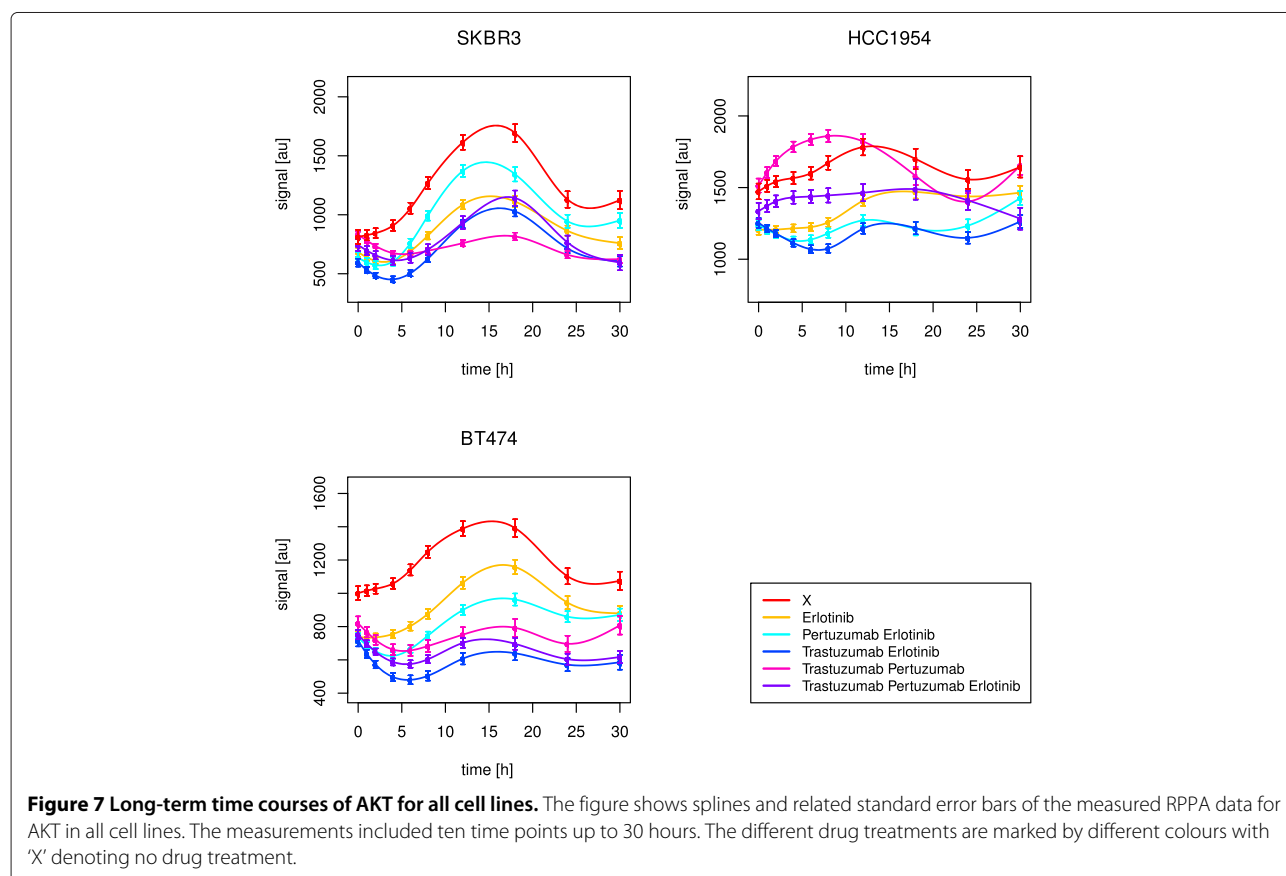 SKBR3
HCC1954
signal [au]
500 1000 1500 2000
0 5 10 15 20 25 30
time [h]
signal [au]
1000 1500 2000
0 5 10 15 20 25 30
time [h]
BT474
signal [au]
400 800 1200 1600
0 5 10 15 20 25 30
time [h]
X
Erlotinib
Pertuzumab Erlotinib
Trastuzumab Erlotinib
Trastuzumab Pertuzumab
Trastuzumab Pertuzumab Erlotinib
Figure 7 Long-term time courses of AKT for all cell lines. The figure shows splines and related standard error bars of the measured RPPA data for
AKT in all cell lines. The measurements included ten time points up to 30 hours. The different drug treatments are marked by different colours with
‘X’ denoting no drug treatment.